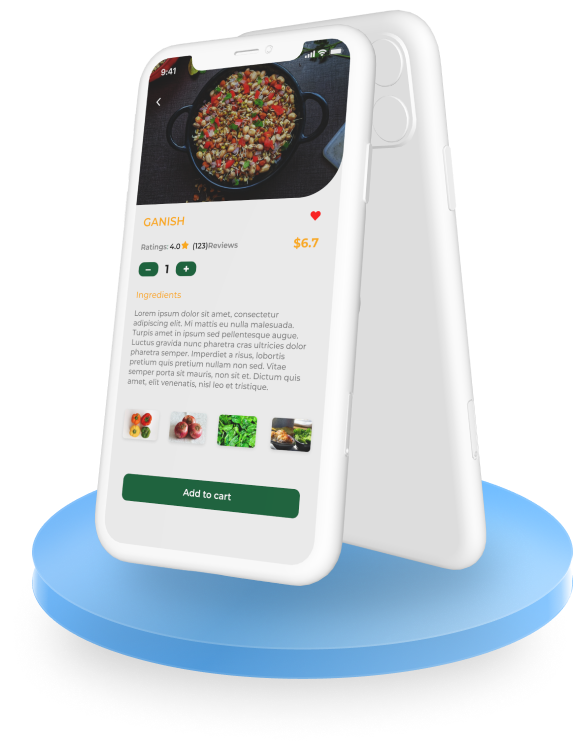 9:41
GANISH
Ratings: 4.0 (123)Reviews
$6.7
− 1 +
Ingredients
Lorem ipsum dolor sit amet, consectetur
adipiscing elit. Mi mattis eu nulla malesuada.
Turpis amet in ipsum sed pellentesque augue.
Luctus gravida nunc pharetra cras ultricies dolor
pharetra semper. Imperdiet a risus, lobortis
pretium quis pretium nullam non sed. Vitae
semper porta sit mauris, non sit et. Dictum quis
amet, elit venenatis, nisl leo et tristique.
Add to cart